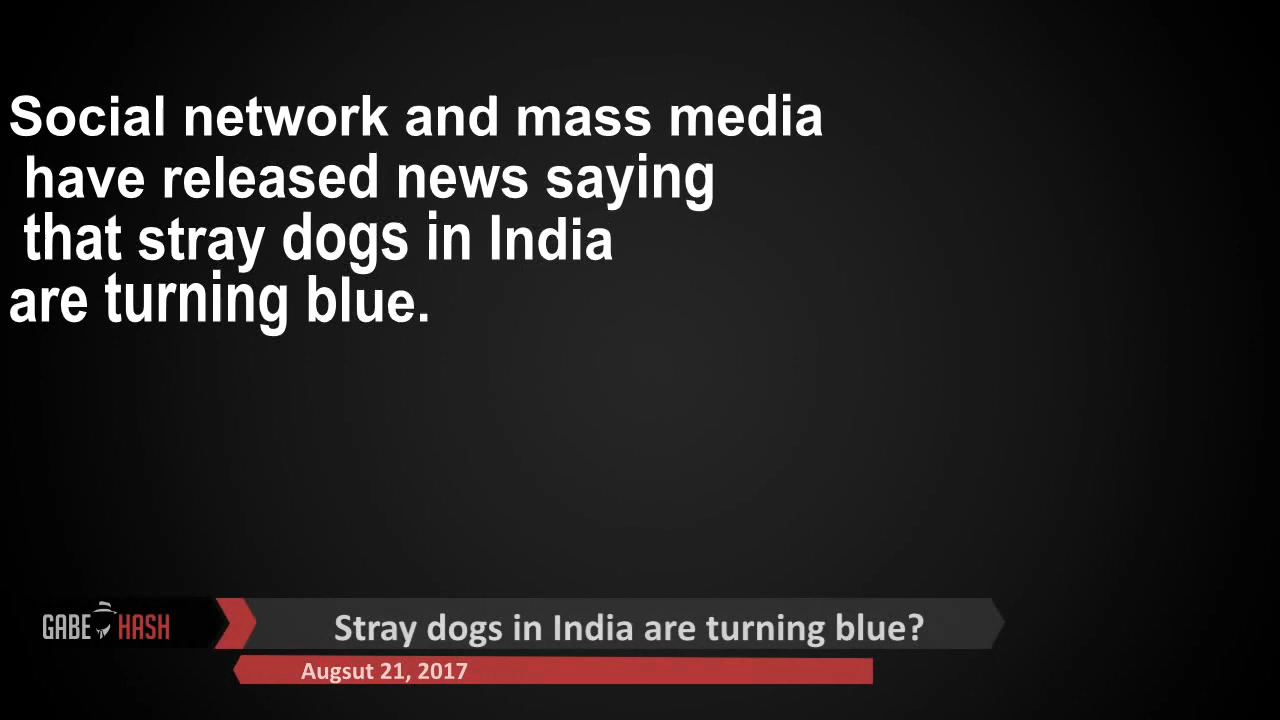 Social network and mass media
have released news saying
that stray dogs in India
are turning blue.
GABE HASH
Stray dogs in India are turning blue?
Augsut 21, 2017